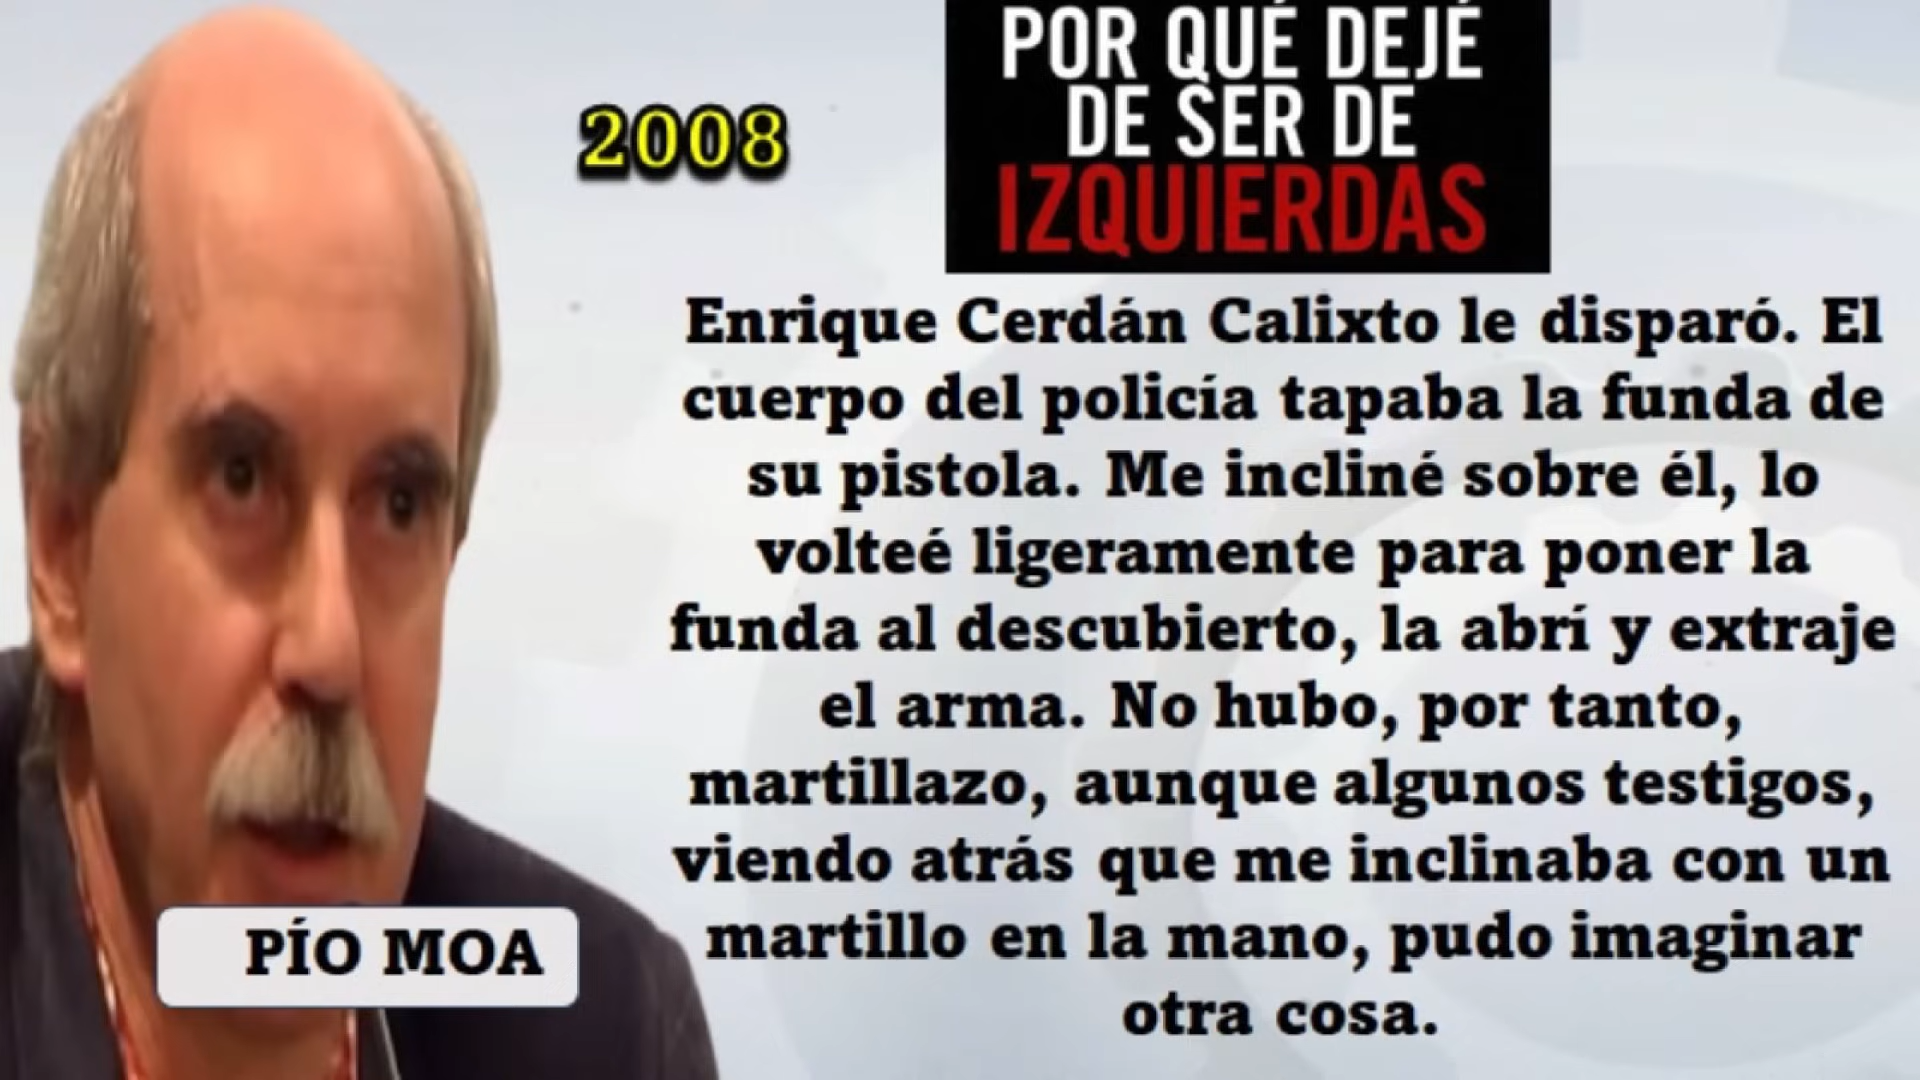 POR QUÉ DEJÉ
DE SER DE
IZQUIERDAS
2008
Enrique Cerdán Calixto le disparó. El
cuerpo del policía tapaba la funda de
su pistola. Me incliné sobre él, lo
volteé ligeramente para poner la
funda al descubierto, la abrí y extraje
el arma. No hubo, por tanto,
martillazo, aunque algunos testigos,
viendo atrás que me inclinaba con un
martillo en la mano, pudo imaginar
otra cosa.
PÍO MOA